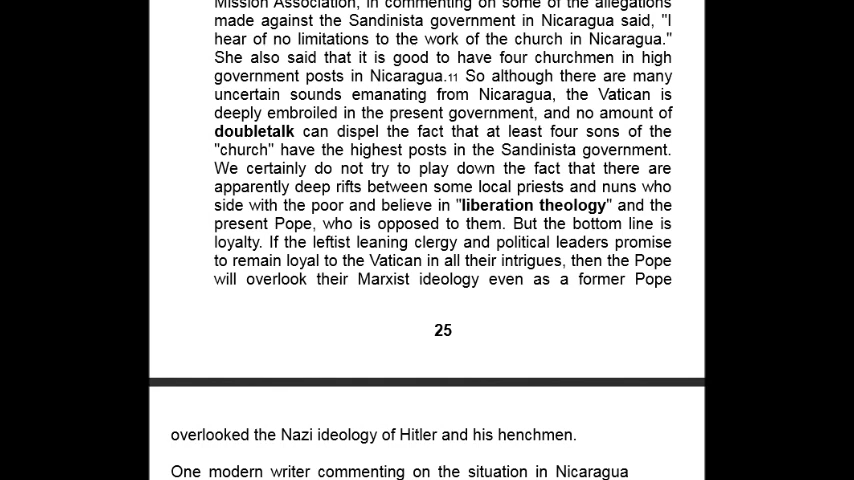 Mission Association, in commenting on some of the allegations
made against the Sandinista government in Nicaragua said, "I
hear of no limitations to the work of the church in Nicaragua."
She also said that it is good to have four churchmen in high
government posts in Nicaragua.11 So although there are many
uncertain sounds emanating from Nicaragua, the Vatican is
deeply embroiled in the present government, and no amount of
doubletalk can dispel the fact that at least four sons of the
"church" have the highest posts in the Sandinista government.
We certainly do not try to play down the fact that there are
apparently deep rifts between some local priests and nuns who
side with the poor and believe in "liberation theology" and the
present Pope, who is opposed to them. But the bottom line is
loyalty. If the leftist leaning clergy and political leaders promise
to remain loyal to the Vatican in all their intrigues, then the Pope
will overlook their Marxist ideology even as a former Pope
25
overlooked the Nazi ideology of Hitler and his henchmen.
One modern writer commenting on the situation in Nicaragua